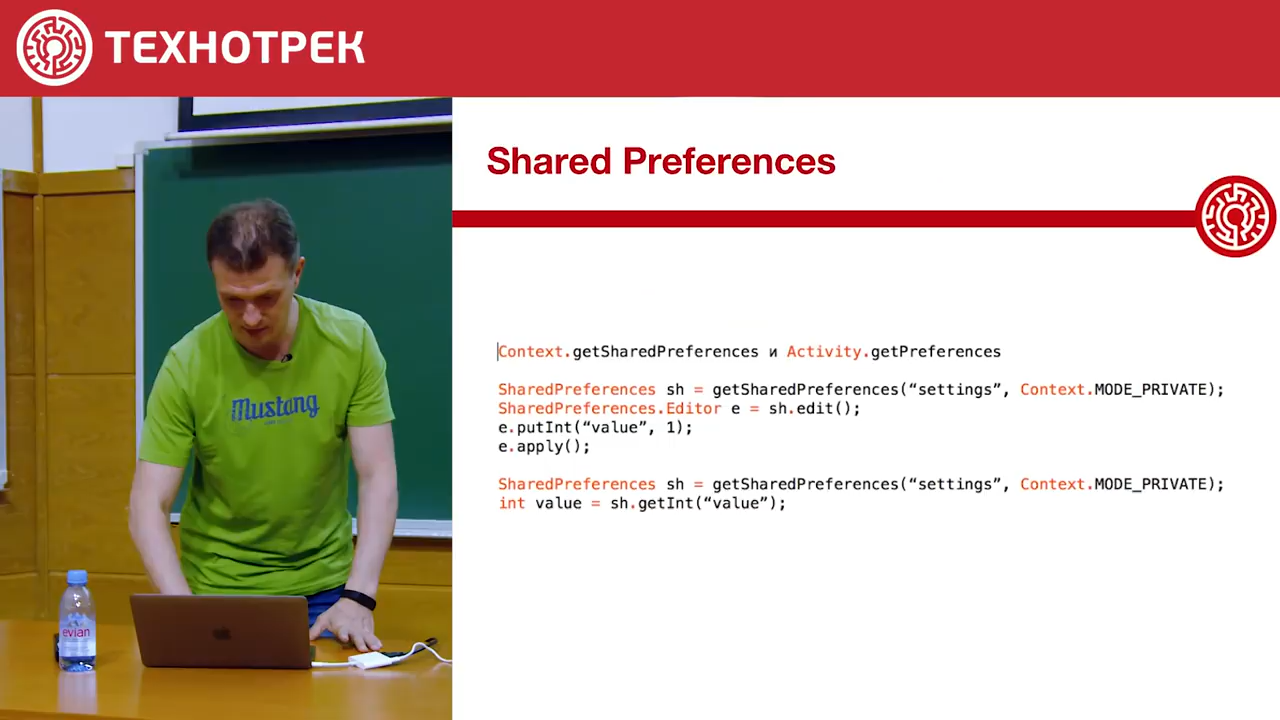 ТЕХНОТРЕК
Shared Preferences
Context.getSharedPreferences и Activity.getPreferences
SharedPreferences sh = getSharedPreferences(“settings”, Context.MODE_PRIVATE);
SharedPreferences.Editor e = sh.edit();
e.putInt(“value”, 1);
e.apply();
SharedPreferences sh = getSharedPreferences(“settings”, Context.MODE_PRIVATE);
int value = sh.getInt(“value”);
Mustang
evian